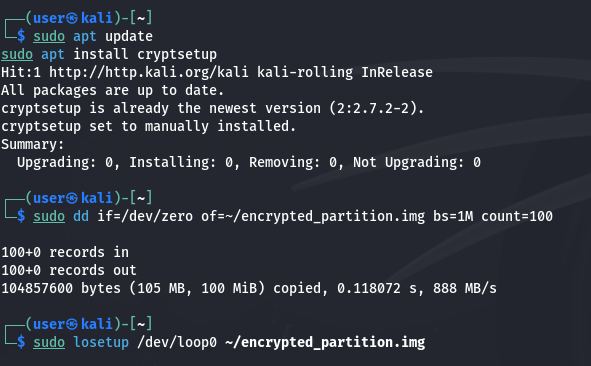 ┌──(user㉿kali)-[~]
└─$ sudo apt update
sudo apt install cryptsetup
Hit:1 http://http.kali.org/kali kali-rolling InRelease
All packages are up to date.
cryptsetup is already the newest version (2:2.7.2-2).
cryptsetup set to manually installed.
Summary:
  Upgrading: 0, Installing: 0, Removing: 0, Not Upgrading: 0
┌──(user㉿kali)-[~]
└─$ sudo dd if=/dev/zero of=~/encrypted_partition.img bs=1M count=100
100+0 records in
100+0 records out
104857600 bytes (105 MB, 100 MiB) copied, 0.118072 s, 888 MB/s
┌──(user㉿kali)-[~]
└─$ sudo losetup /dev/loop0 ~/encrypted_partition.img